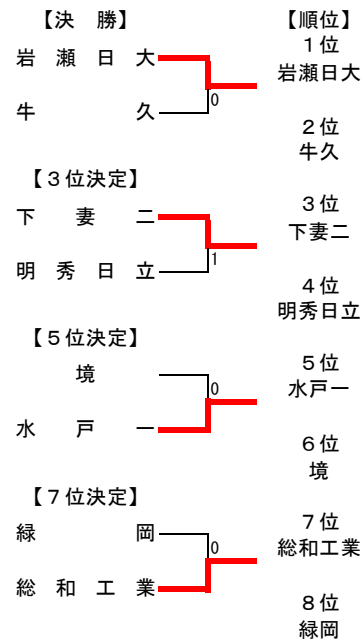 【決　勝】
岩瀬日大
0
牛久
【３位決定】
下妻二
1
明秀日立
【５位決定】
境
0
水戸一
【７位決定】
緑岡
0
総和工業
【順位】
１位
岩瀬日大
２位
牛久
３位
下妻二
４位
明秀日立
５位
水戸一
６位
境
７位
総和工業
８位
緑岡